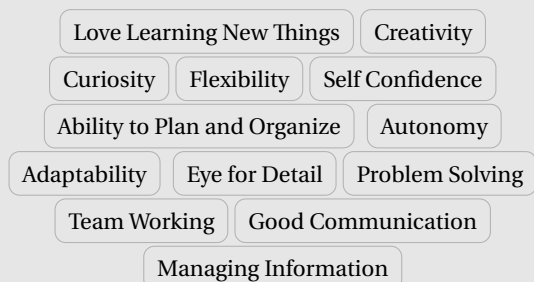 Love Learning New Things Creativity
Curiosity Flexibility Self Confidence
Ability to Plan and Organize Autonomy
Adaptability Eye for Detail Problem Solving
Team Working Good Communication
Managing Information